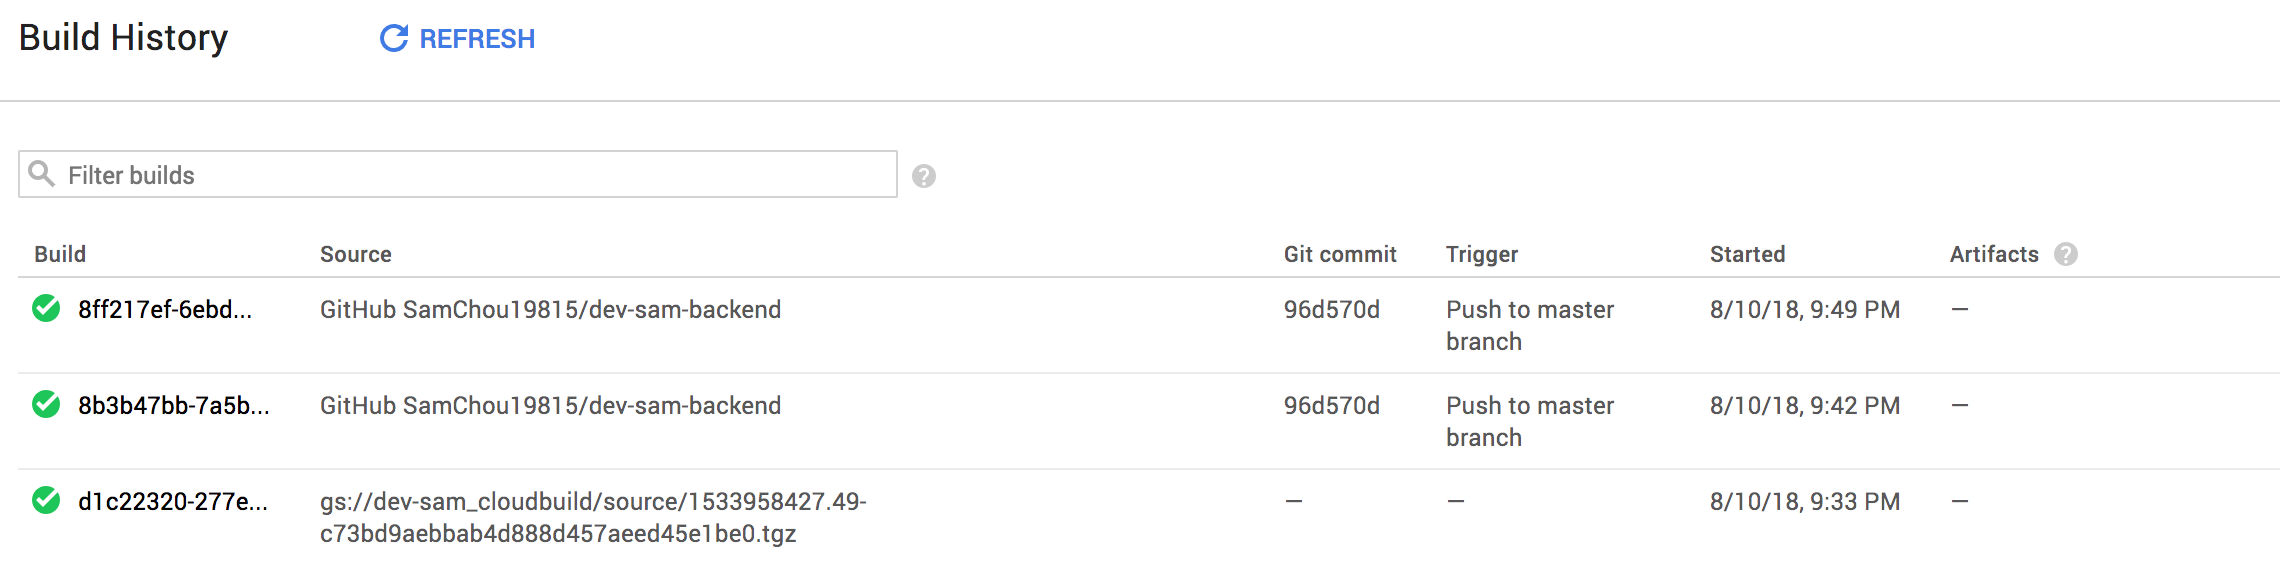 Build History
REFRESH
Filter builds
?
Build Source Git commit Trigger Started Artifacts ?
8ff217ef-6ebd... GitHub SamChou19815/dev-sam-backend 96d570d Push to master 8/10/18, 9:49 PM —
branch
8b3b47bb-7a5b... GitHub SamChou19815/dev-sam-backend 96d570d Push to master 8/10/18, 9:42 PM —
branch
d1c22320-277e... gs://dev-sam_cloudbuild/source/1533958427.49- — — 8/10/18, 9:33 PM —
c73bd9aebbab4d888d457aeed45e1be0.tgz